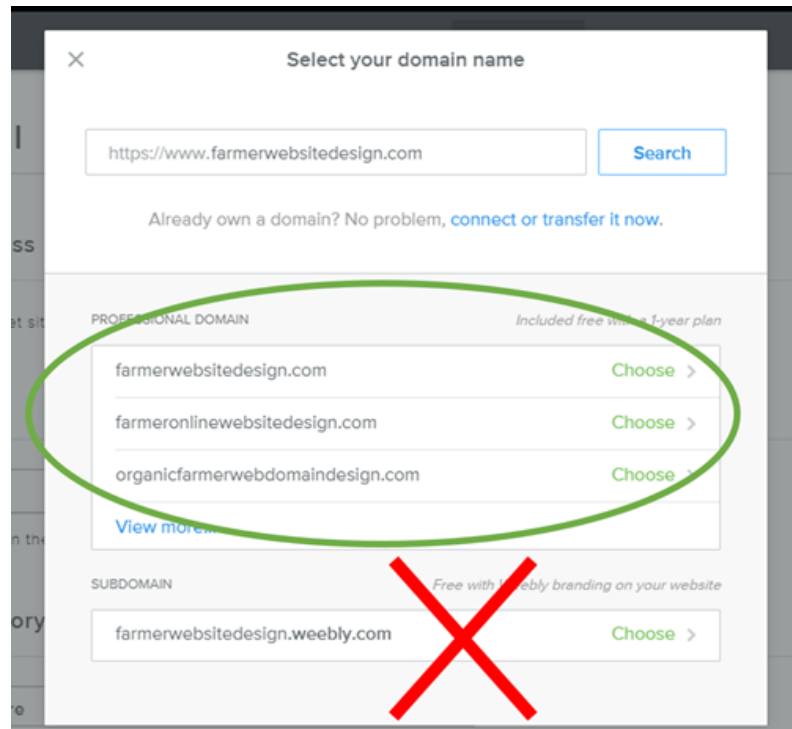 Select your domain name
https://www.farmerwebsitedesign.com Search
Already own a domain? No problem, connect or transfer it now.
PROFESSIONAL DOMAIN Included free with a 1-year plan
farmerwebsitedesign.com Choose
farmeronlinewebsitedesign.com Choose
organicfarmerwebdomaindesign.com Choose
View more...
SUBDOMAIN Free with Weebly branding on your website
farmerwebsitedesign.weebly.com Choose